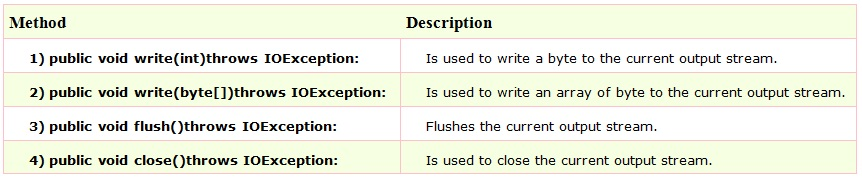 Method Description
1) public void write(int)throws IOException: Is used to write a byte to the current output stream.
2) public void write(byte[])throws IOException: Is used to write an array of byte to the current output stream.
3) public void flush()throws IOException: Flushes the current output stream.
4) public void close()throws IOException: Is used to close the current output stream.